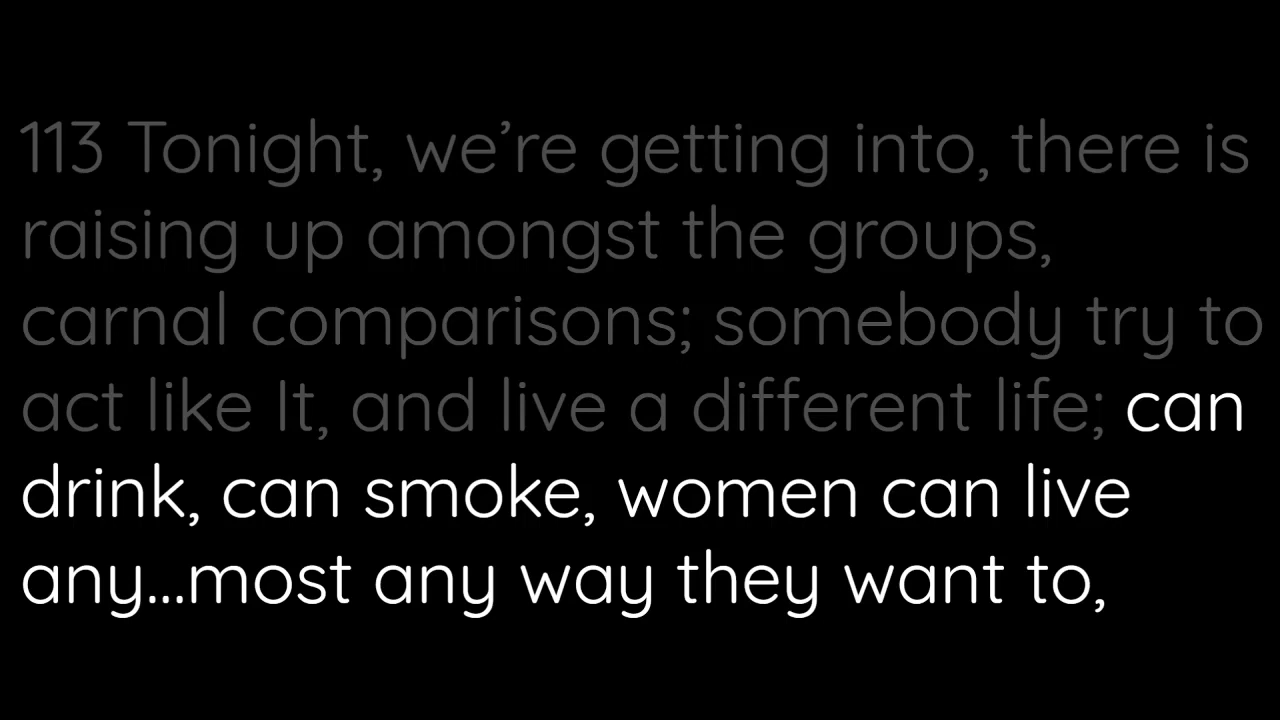 113 Tonight, we’re getting into, there is
raising up amongst the groups,
carnal comparisons; somebody try to
act like It, and live a different life; can
drink, can smoke, women can live
any...most any way they want to,